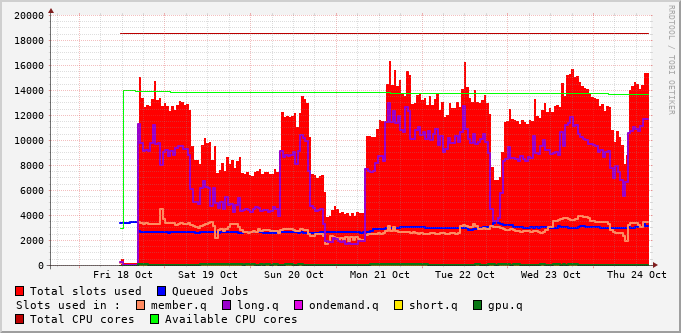 20000
18000
16000
14000
12000
10000
8000
6000
4000
2000
0
Fri 18 Oct Sat 19 Oct Sun 20 Oct Mon 21 Oct Tue 22 Oct Wed 23 Oct Thu 24 Oct
Total slots used Queued Jobs
Slots used in : member.q long.q ondemand.q short.q gpu.q
Total CPU cores Available CPU cores
RRDTOOL / TOBI OETIKER